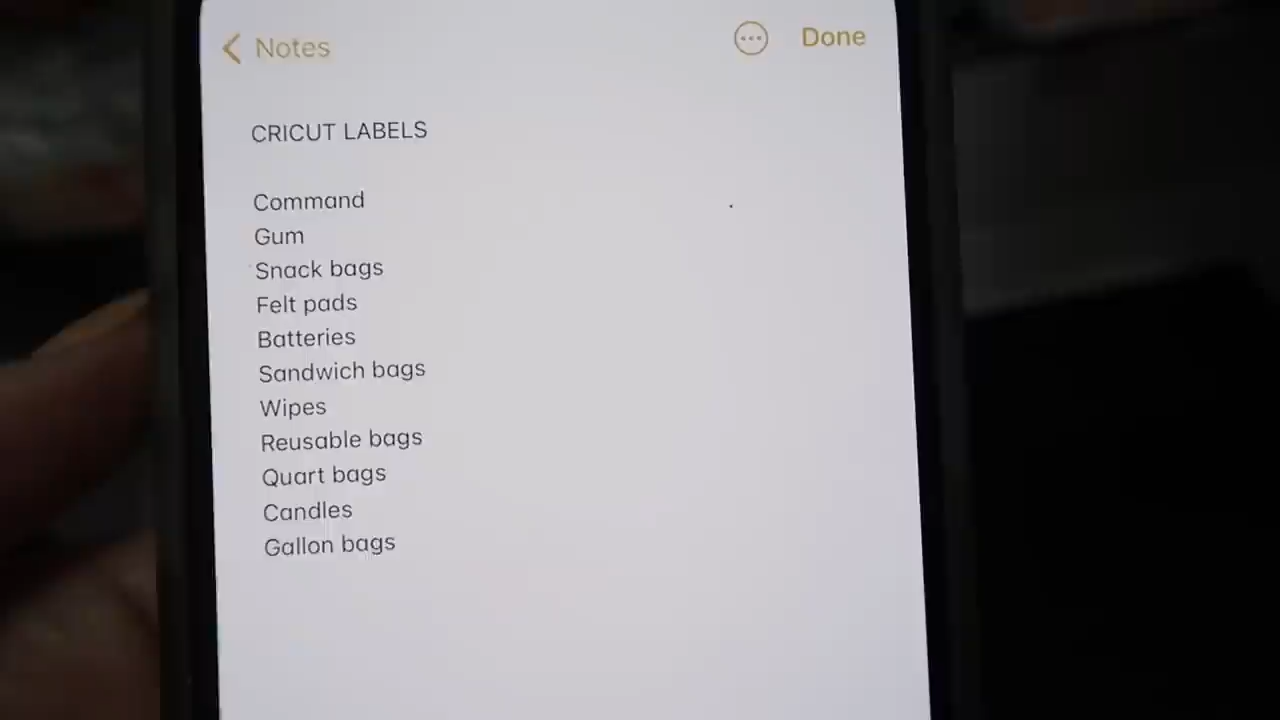 Notes
Done
CRICUT LABELS
Command
Gum
Snack bags
Felt pads
Batteries
Sandwich bags
Wipes
Reusable bags
Quart bags
Candles
Gallon bags